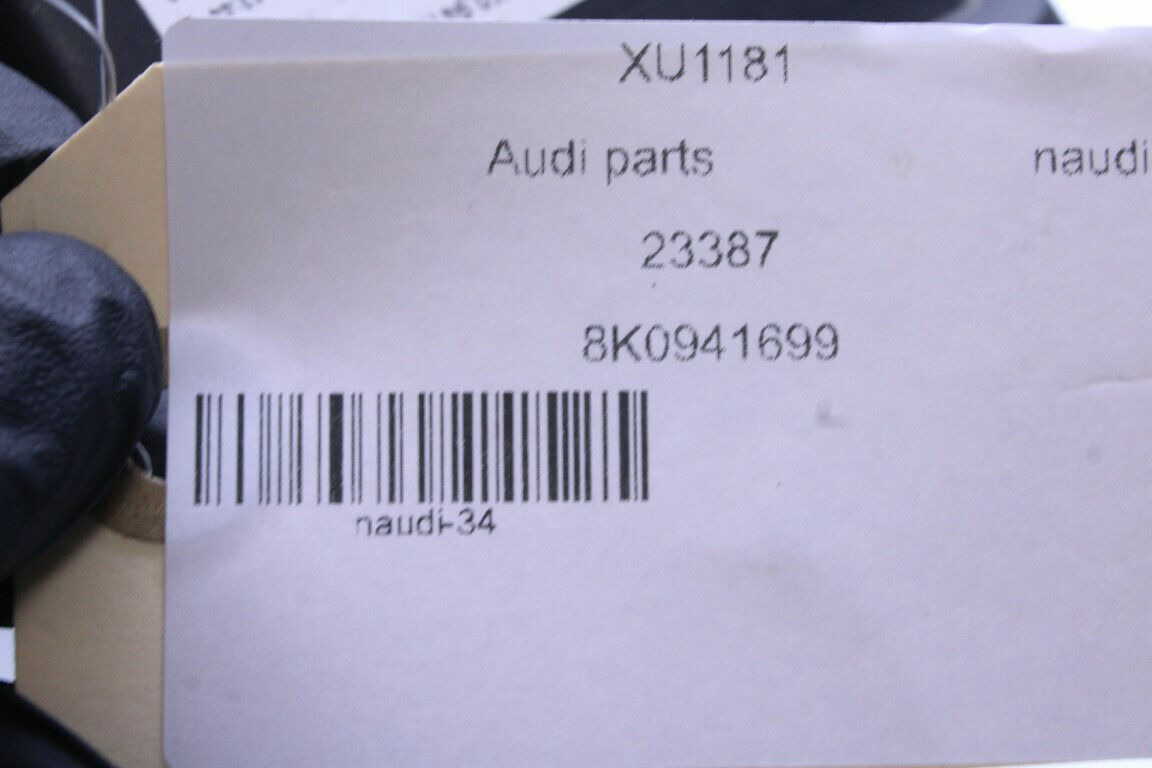 XU1181
Audi parts naudi
23387
8K0941699
naudi-34